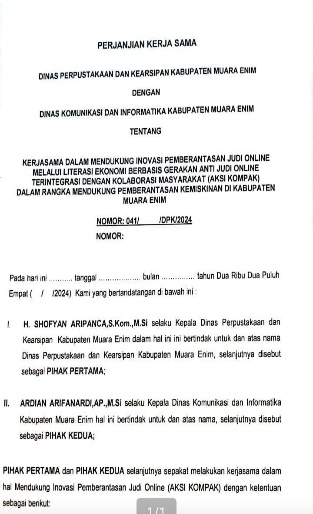 PERJANJIAN KERJA SAMA
DINAS PERPUSTAKAAN DAN KEARSIPAN KABUPATEN MUARA ENIM
DENGAN
DINAS KOMUNIKASI DAN INFORMATIKA KABUPATEN MUARA ENIM
TENTANG
KERJASAMA DALAM MENDUKUNG INOVASI PEMBERANTASAN JUDI ONLINE
MELALUI LITERASI EKONOMI BERBASIS GERAKAN ANTI JUDI ONLINE
TERINTEGRASI DENGAN KOLABORASI MASYARAKAT (AKSI KOMPAK)
DALAM RANGKA MENDUKUNG PEMBERANTASAN KEMISKINAN DI KABUPATEN
MUARA ENIM
NOMOR: 041/ /DPK/2024
NOMOR:
Pada hari ini ........... tanggal ................... bulan ............... tahun Dua Ribu Dua Puluh
Empat ( / /2024) Kami yang bertandatangan di bawah ini :
I. H. SHOFYAN ARIPANCA,S.Kom.,M.Si selaku Kepala Dinas Perpustakaan dan
Kearsipan Kabupaten Muara Enim dalam hal ini bertindak untuk dan atas nama
Dinas Perpustakaan dan Kearsipan Kabupaten Muara Enim, selanjutnya disebut
sebagai PIHAK PERTAMA;
II. ARDIAN ARIFANARDI,AP.,M.Si selaku Kepala Dinas Komunikasi dan Informatika
Kabupaten Muara Enim hal ini bertindak untuk dan atas nama, selanjutnya disebut
sebagai PIHAK KEDUA;
PIHAK PERTAMA dan PIHAK KEDUA selanjutnya sepakat melakukan kerjasama dalam
hal Mendukung Inovasi Pemberantasan Judi Online (AKSI KOMPAK) dengan ketentuan
sebagai berikut:
1/1